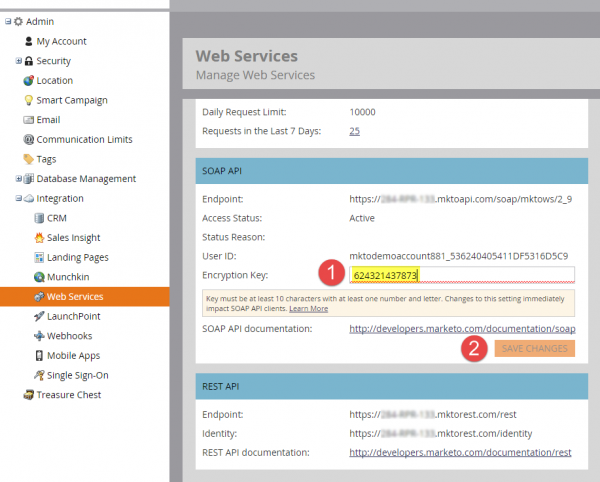 Admin
My Account
Security
Location
Smart Campaign
Email
Communication Limits
Tags
Database Management
Integration
CRM
Sales Insight
Landing Pages
Munchkin
Web Services
LaunchPoint
Webhooks
Mobile Apps
Single Sign-On
Treasure Chest
Web Services
Manage Web Services
Daily Request Limit: 10000
Requests in the Last 7 Days: 25
SOAP API
Endpoint: https:// .mktoapi.com/soap/mktows/2_9
Access Status: Active
Status Reason:
User ID: mktodemoaccount881_536240405411DF5316D5C9
Encryption Key: 1 624321437873
Key must be at least 10 characters with at least one number and letter. Changes to this setting immediately
impact SOAP API clients. Learn More
SOAP API documentation: http://developers.marketo.com/documentation/soap
2 SAVE CHANGES
REST API
Endpoint: https:// .mktorest.com/rest
Identity: https:// .mktorest.com/identity
REST API documentation: http://developers.marketo.com/documentation/rest